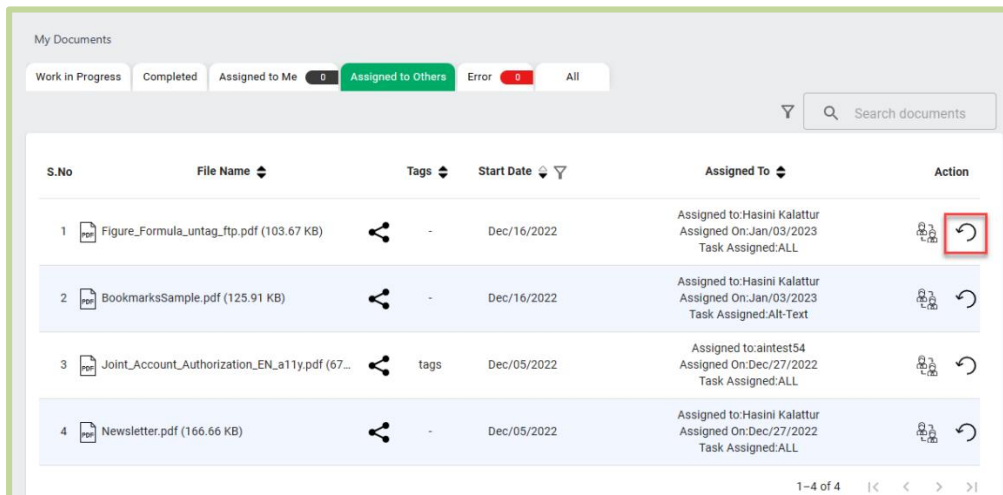 My Documents
Work in Progress Completed Assigned to Me 0 Assigned to Others Error 0 All
Search documents
S.No File Name Tags Start Date Assigned To Action
Assigned to:Hasini Kalattur
1 PDF Figure_Formula_untag_ftp.pdf (103.67 KB) - Dec/16/2022 Assigned On:Jan/03/2023
Task Assigned:ALL
Assigned to:Hasini Kalattur
2 PDF BookmarksSample.pdf (125.91 KB) - Dec/16/2022 Assigned On:Jan/03/2023
Task Assigned:Alt-Text
Assigned to:aintest54
3 PDF Joint_Account_Authorization_EN_a11y.pdf (67... tags Dec/05/2022 Assigned On:Dec/27/2022
Task Assigned:ALL
Assigned to:Hasini Kalattur
4 PDF Newsletter.pdf (166.66 KB) - Dec/05/2022 Assigned On:Dec/27/2022
Task Assigned:ALL
1–4 of 4